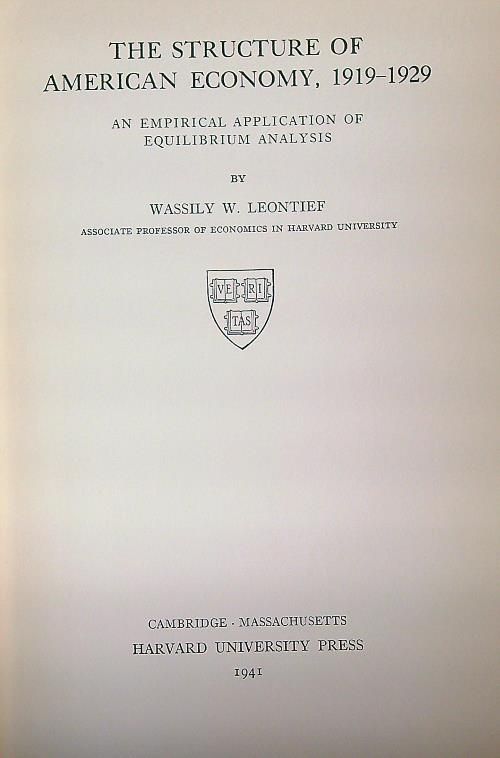 THE STRUCTURE OF
AMERICAN ECONOMY, 1919–1929
AN EMPIRICAL APPLICATION OF
EQUILIBRIUM ANALYSIS
BY
WASSILY W. LEONTIEF
ASSOCIATE PROFESSOR OF ECONOMICS IN HARVARD UNIVERSITY
VE RI
TAS
CAMBRIDGE · MASSACHUSETTS
HARVARD UNIVERSITY PRESS
1941